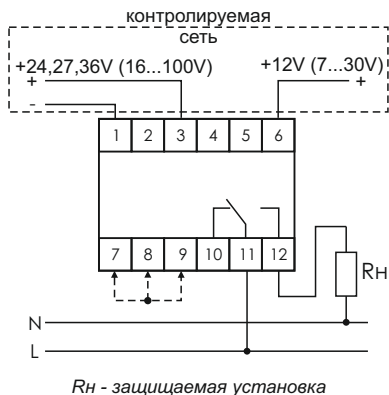 контролируемая
сеть
+24,27,36V (16...100V)
+12V (7...30V)
+
+
-
1 2 3 4 5 6
7 8 9 10 11 12
Rн
N
L
Rн - защищаемая установка